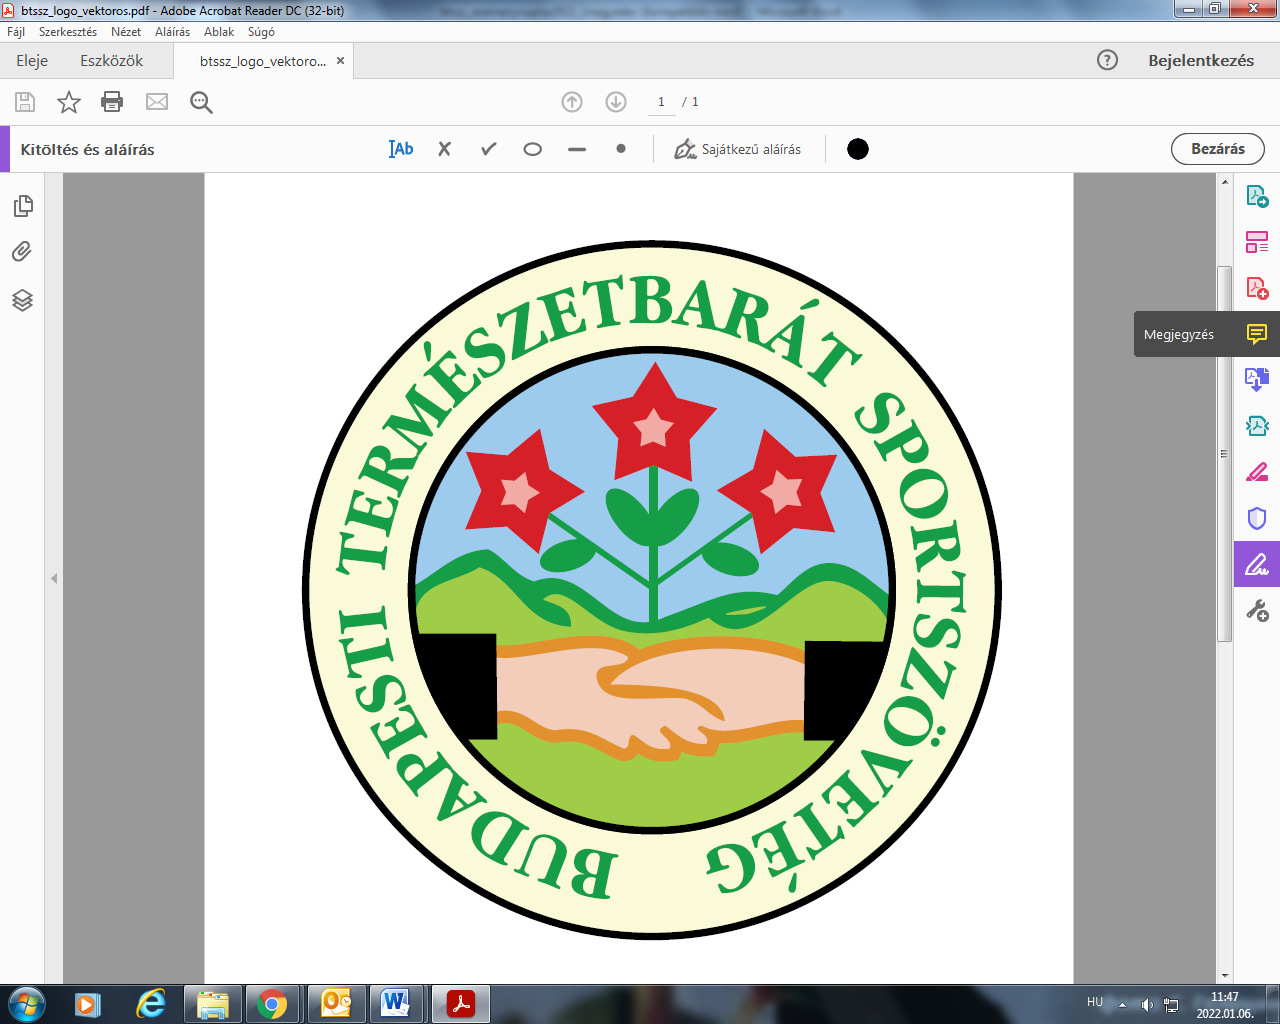 btssz_logo_vektoros.pdf - Adobe Acrobat Reader DC (32-bit)
Fájl Szerkesztés Nézet Aláírás Ablak Súgó
Eleje Eszközök btssz_logo_vektoro... × ? Bejelentkezés
1 / 1
Kitöltés és aláírás Ab Sajátkezű aláírás Bezárás
Megjegyzés
BUDAPESTI TERMÉSZETBARÁT SPORTSZÖVETÉG
HU 11:47
2022.01.06.